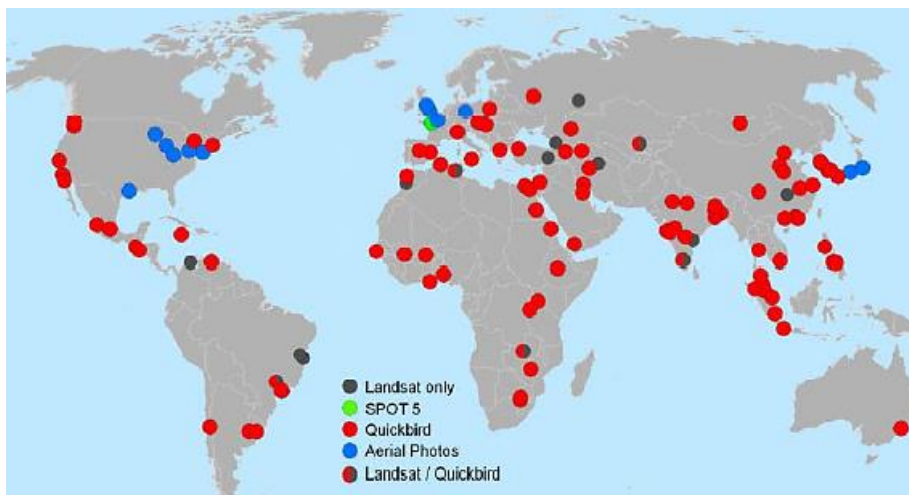 Landsat only
SPOT 5
Quickbird
Aerial Photos
Landsat / Quickbird